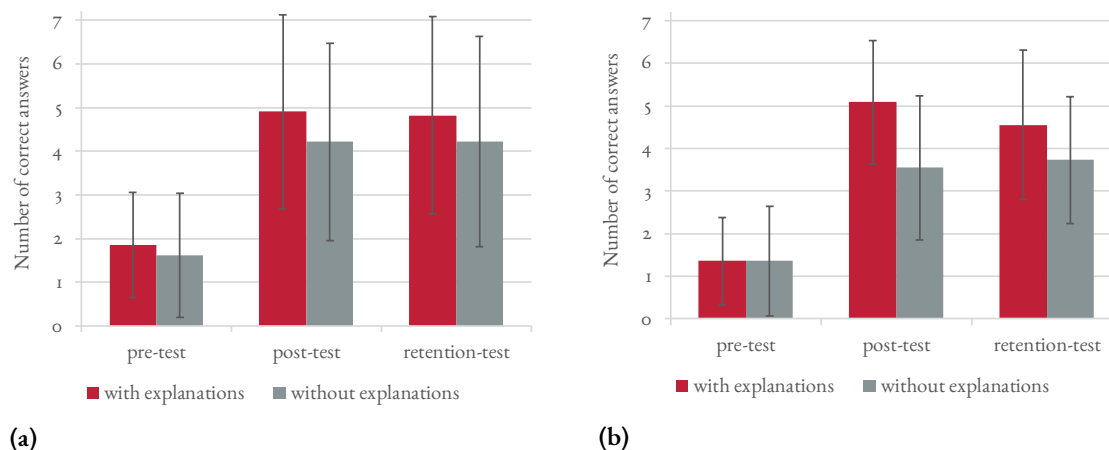 Number of correct answers
7
6
5
4
3
2
1
0
pre-test post-test retention-test
with explanations without explanations
(a)
Number of correct answers
7
6
5
4
3
2
1
0
pre-test post-test retention-test
with explanations without explanations
(b)